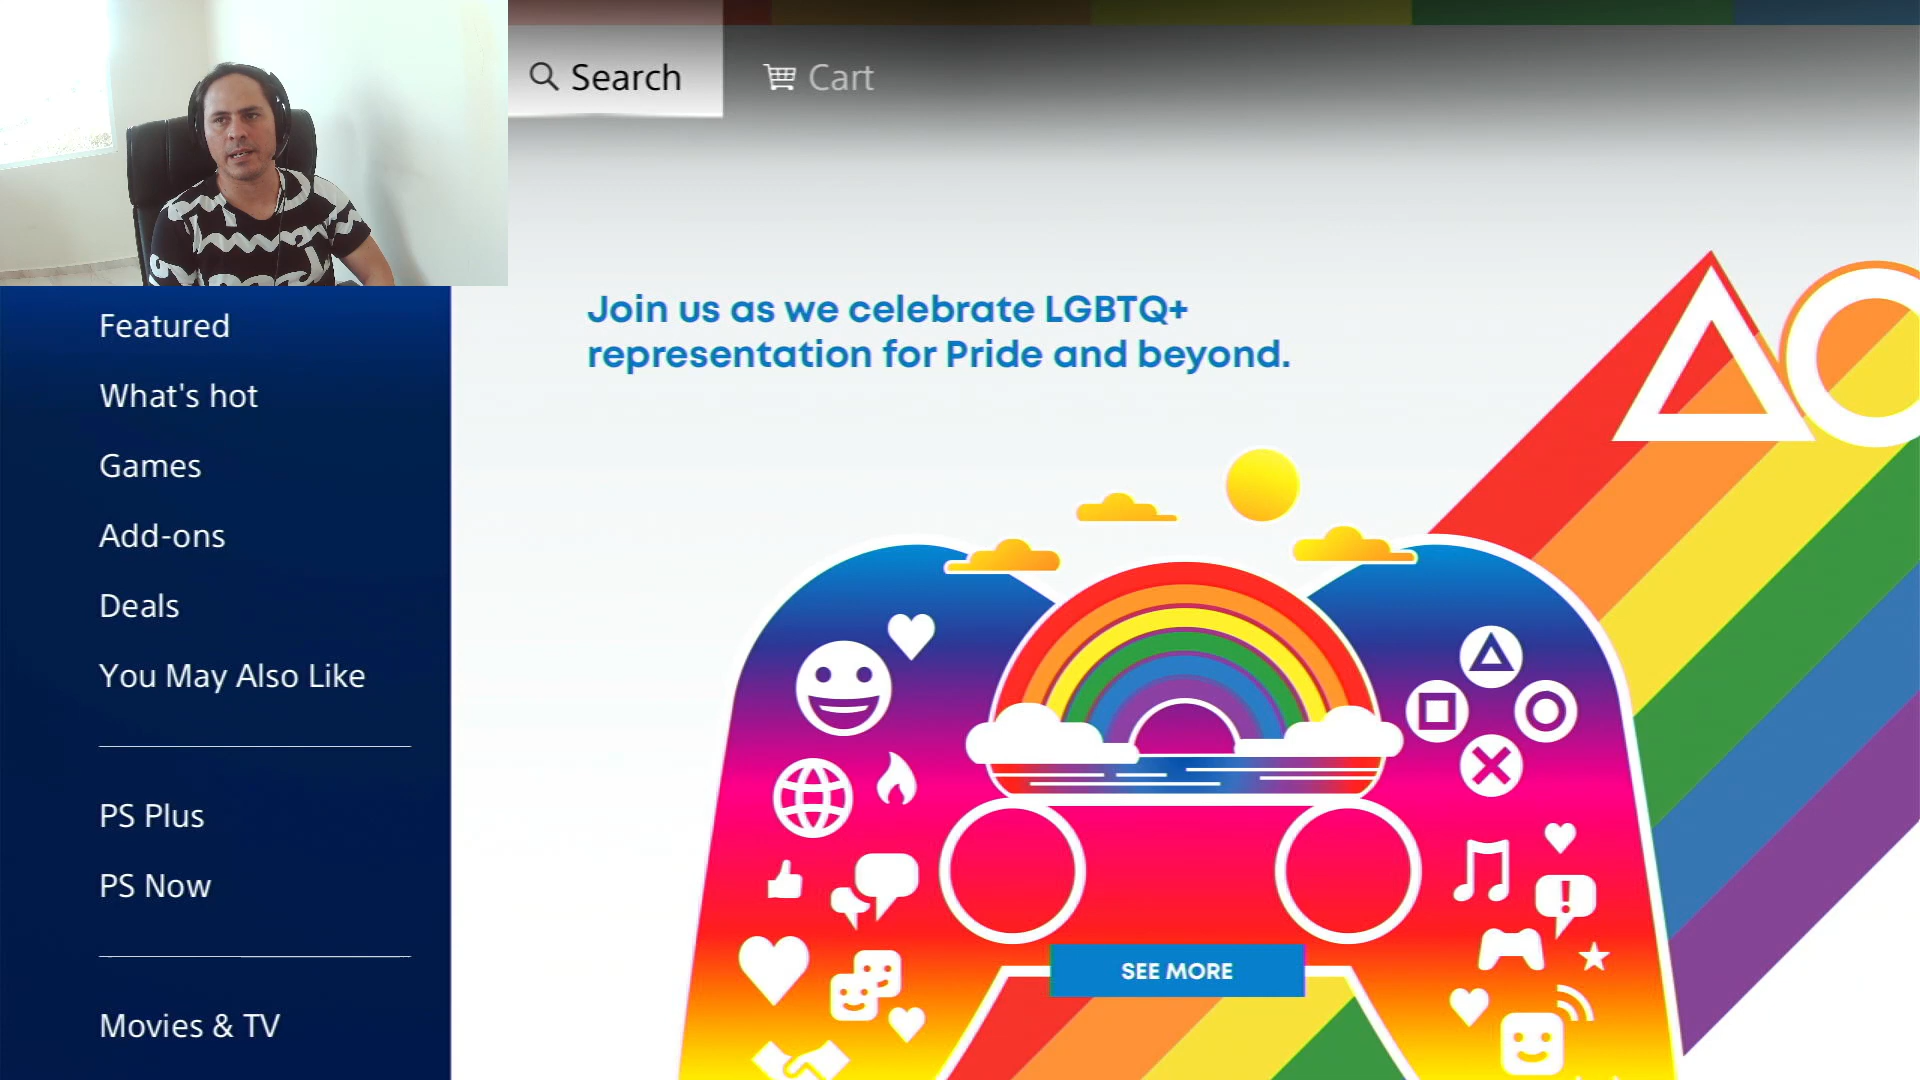 Search
Cart
Join us as we celebrate LGBTQ+
representation for Pride and beyond.
Featured
What's hot
Games
Add-ons
Deals
You May Also Like
PS Plus
PS Now
Movies & TV
SEE MORE